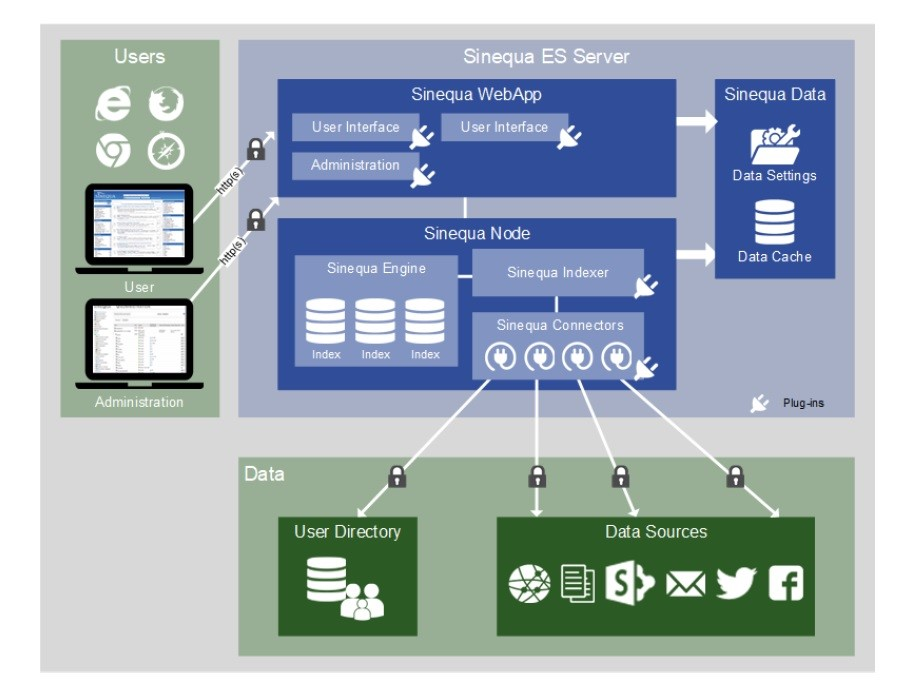 Users
http(s)
http(s)
User
Administration
Sinequa ES Server
Sinequa WebApp
User Interface
User Interface
Administration
Sinequa Data
Data Settings
Data Cache
Sinequa Node
Sinequa Engine
Index
Index
Index
Sinequa Indexer
Sinequa Connectors
Plug-ins
Data
User Directory
Data Sources